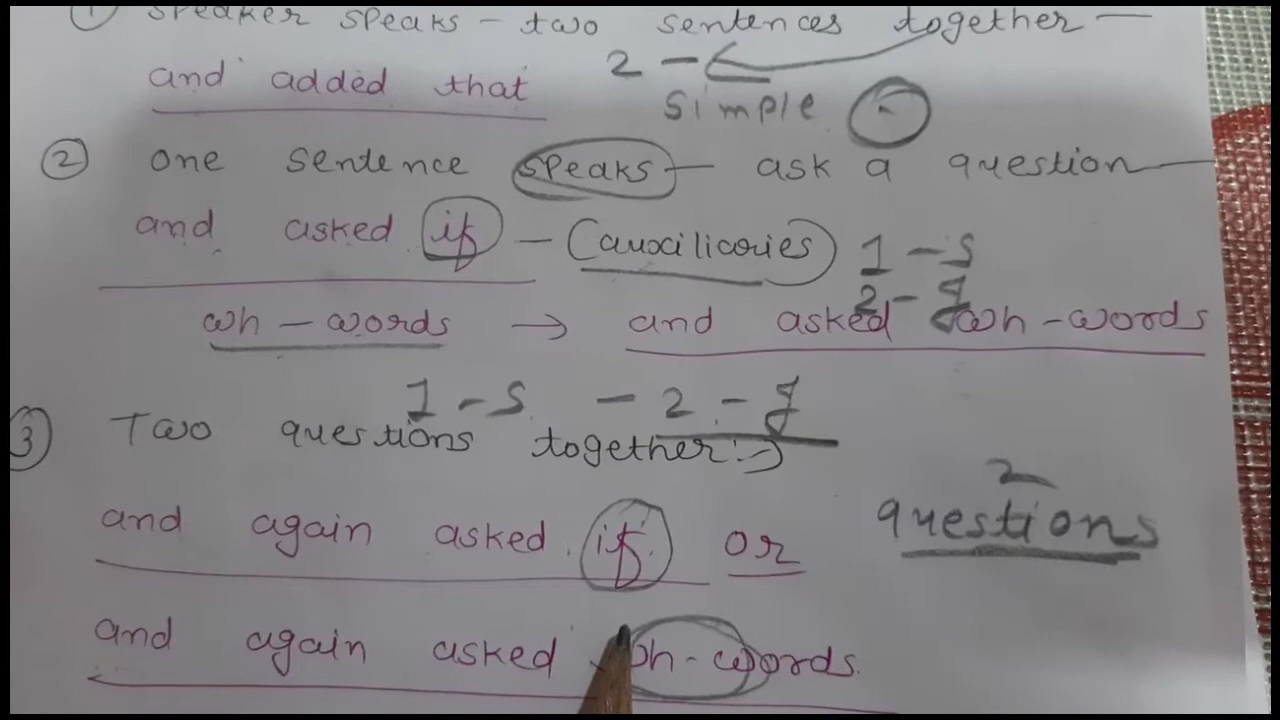 ① speaker speaks - two sentences together -
and added that 2 -
simple
② one sentence speaks - ask a question -
and asked if - (auxilicories) 1 - s
2 - q
wh - words → and asked wh - words
1 - s - 2 - q
③ Two questions together :-
2
and again asked if or questions
and again asked wh - words.